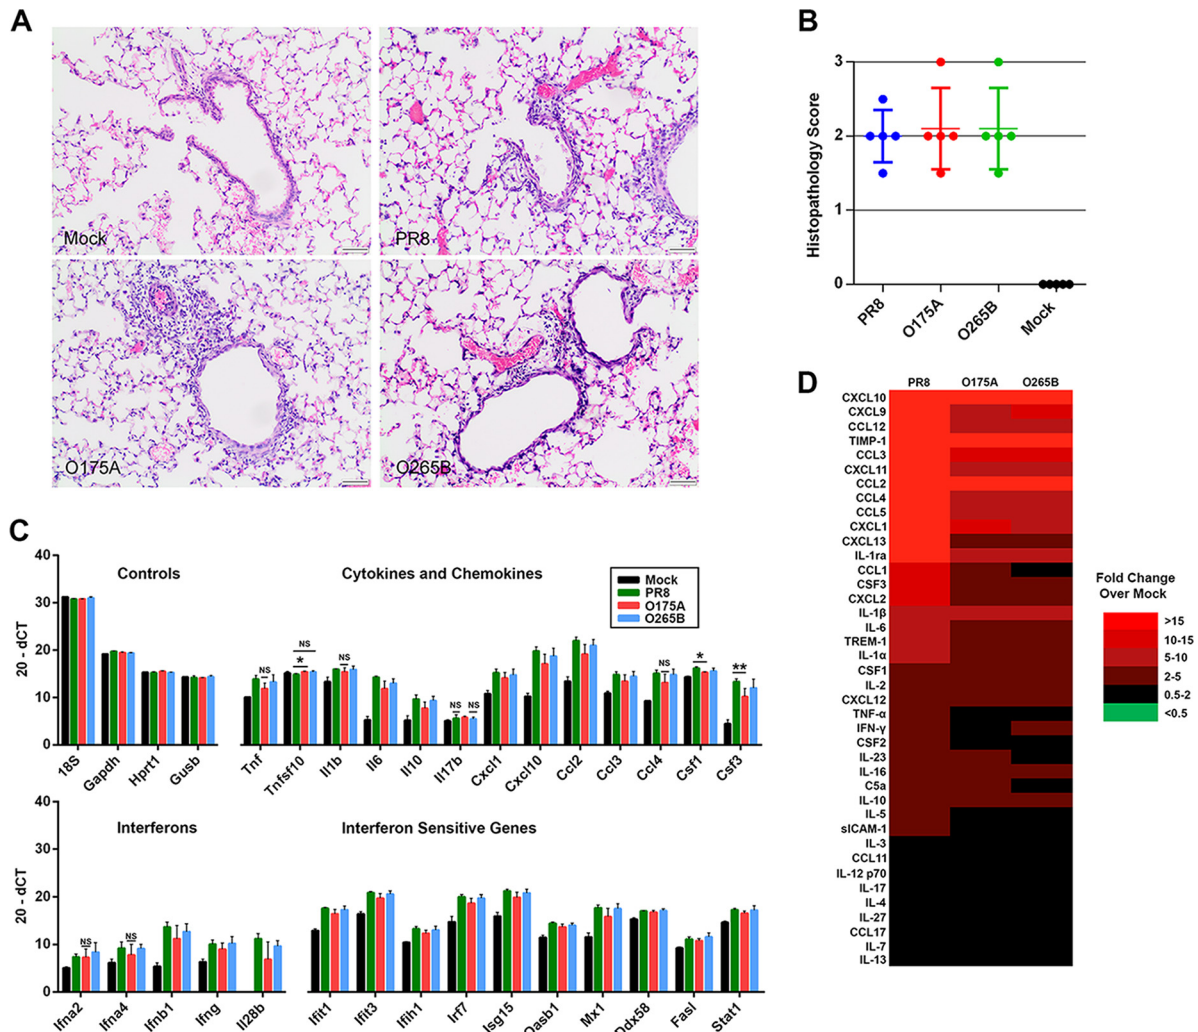 A
Mock
PR8
O175A
O265B
B
Histopathology Score
3
2
1
0
PR8
O175A
O265B
Mock
C
20 - dCT
40
30
20
10
0
Controls
18S
Gapdh
Hprt1
Gusb
Cytokines and Chemokines
Mock
PR8
O175A
O265B
NS
NS
*
NS
NS
NS
NS
*
**
Tnf
Tnfsf10
Il1b
Il6
Il10
Il17b
Cxcl1
Cxcl10
Ccl2
Ccl3
Ccl4
Csf1
Csf3
20 - dCT
40
30
20
10
0
Interferons
NS
NS
Ifna2
Ifna4
Ifnb1
Ifng
Il28b
Interferon Sensitive Genes
Ifit1
Ifit3
Ifih1
Irf7
Isg15
Oasb1
Mx1
Ddx58
Fasl
Stat1
D
PR8 O175A O265B
CXCL10
CXCL9
CCL12
TIMP-1
CCL3
CXCL11
CCL2
CCL4
CCL5
CXCL1
CXCL13
IL-1ra
CCL1
CSF3
CXCL2
IL-1β
IL-6
TREM-1
IL-1α
CSF1
IL-2
CXCL12
TNF-α
IFN-γ
CSF2
IL-23
IL-16
C5a
IL-10
IL-5
sICAM-1
IL-3
CCL11
IL-12 p70
IL-17
IL-4
IL-27
CCL17
IL-7
IL-13
Fold Change
Over Mock
>15
10-15
5-10
2-5
0.5-2
<0.5